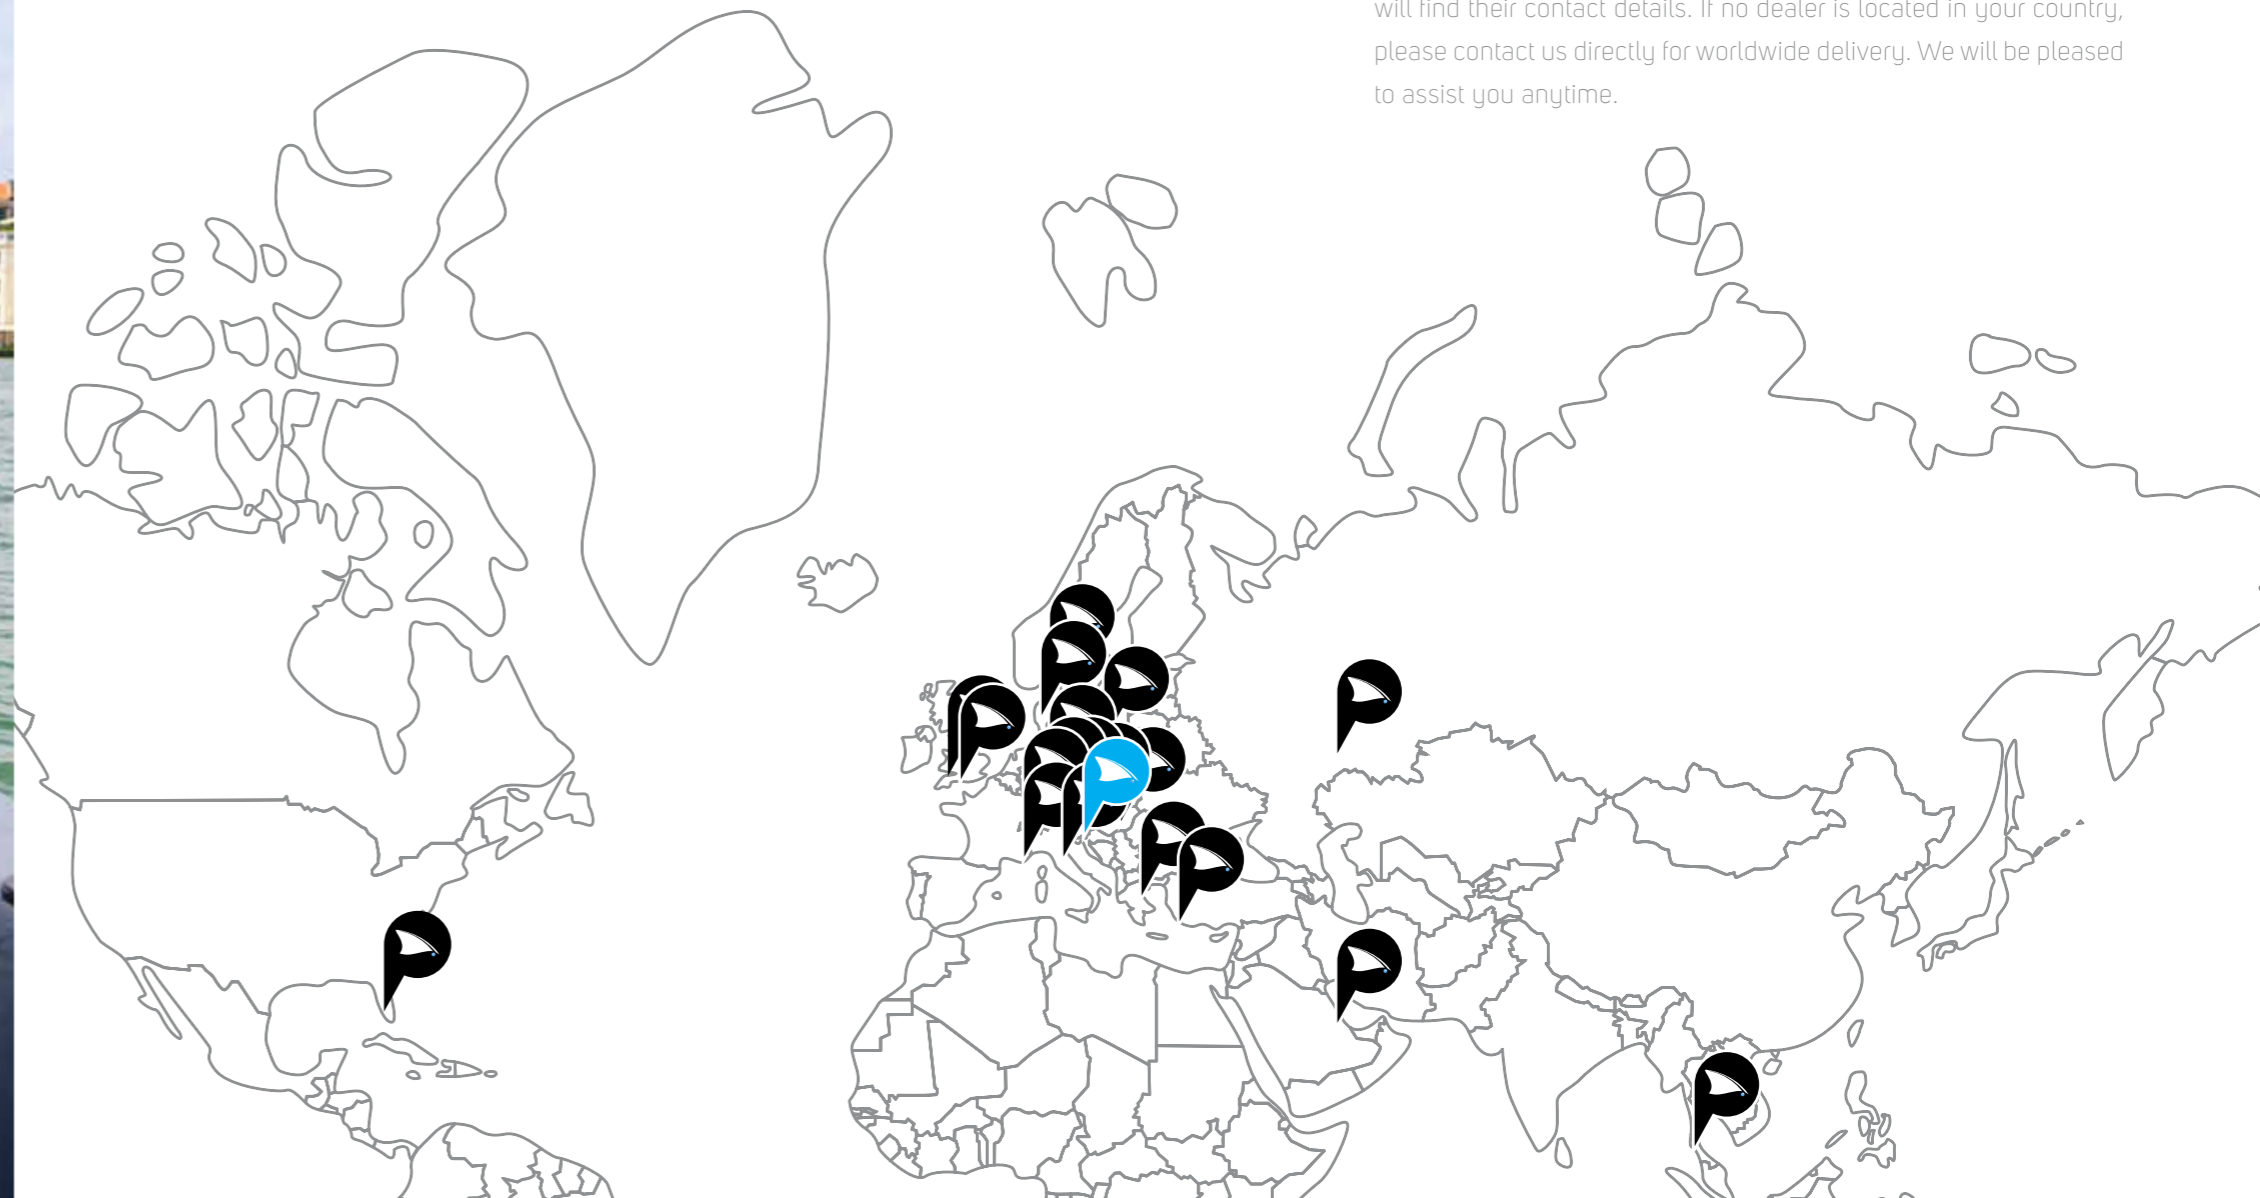 will find their contact details. If no dealer is located in your country,
please contact us directly for worldwide delivery. We will be pleased
to assist you anytime.